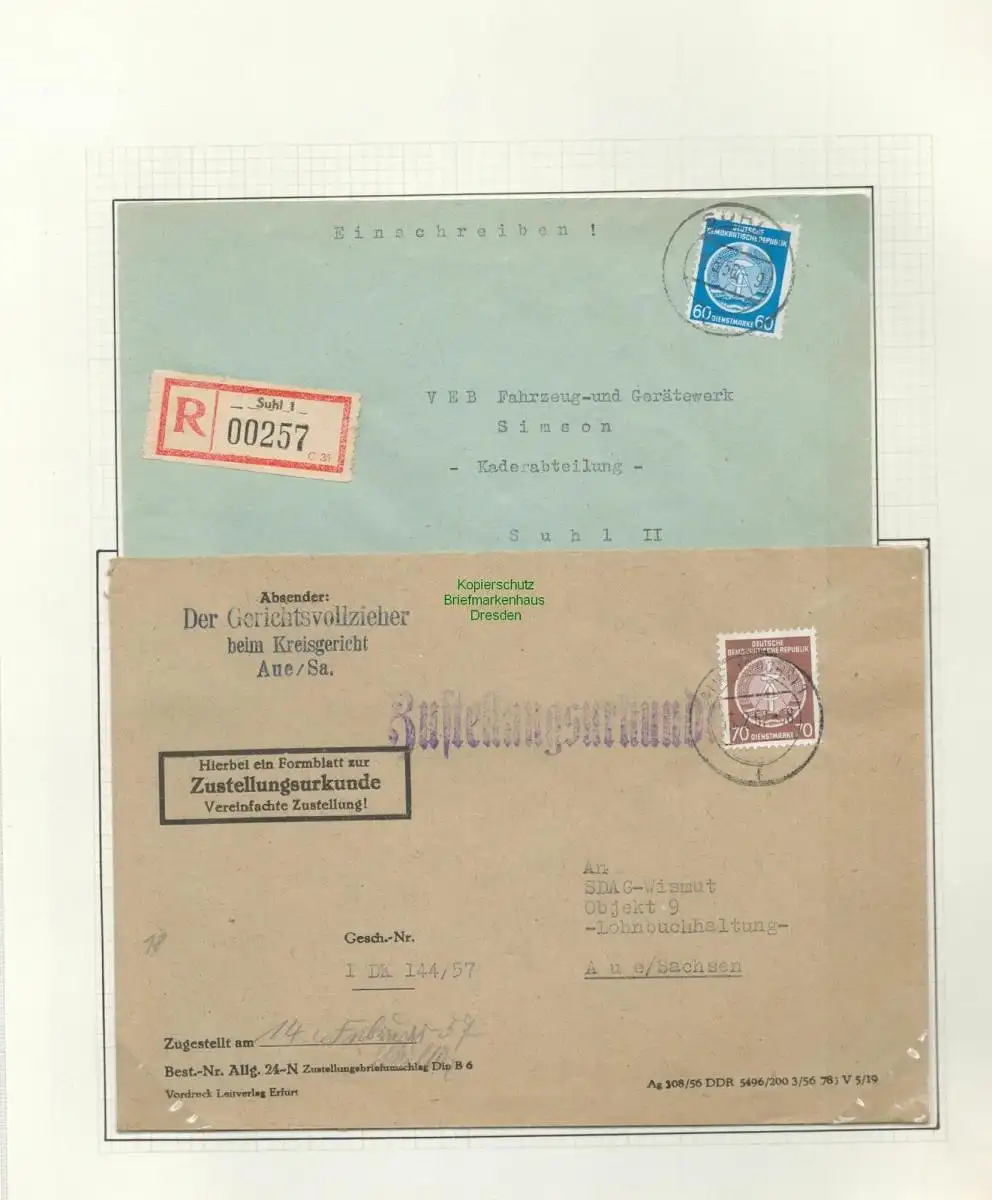 Einschreiben !
SUHL
DEUTSCHE
DEMOKRATISCHE REPUBLIK
60 DIENSTMARKE 60
R
Suhl 1
00257
VEB Fahrzeug-und Gerätewerk
Simson
- Kaderabteilung -
Suhl II
Kopierschutz
Briefmarkenhaus
Dresden
Absender:
Der Gerichtsvollzieher
beim Kreisgericht
Aue/Sa.
Zustellungsurkunde
DEUTSCHE
DEMOKRATISCHE REPUBLIK
70 DIENSTMARKE 70
Hierbei ein Formblatt zur
Zustellungsurkunde
Vereinfachte Zustellung!
An
SDAG-Wismut
Objekt 9
-Lohnbuchhaltung-
Aue/Sachsen
Gesch.-Nr.
I DK 144/57
Zugestellt am 14. Februar 57
Best.-Nr. Allg. 24-N Zustellungsbriefumschlag Din B 6
Vordruck Leitverlag Erfurt
Ag 308/56 DDR 5496/200 3/56 78) V 5/19